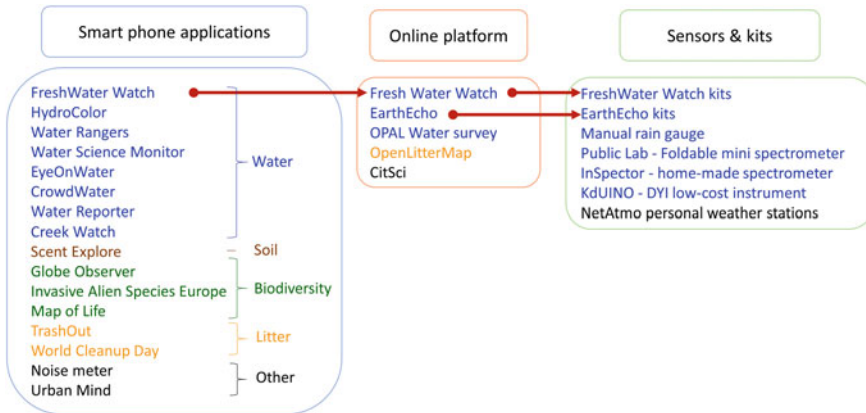 Smart phone applications
Online platform
Sensors & kits
FreshWater Watch
HydroColor
Water Rangers
Water Science Monitor
EyeOnWater
CrowdWater
Water Reporter
Creek Watch
Water
Scent Explore
Soil
Globe Observer
Invasive Alien Species Europe
Map of Life
Biodiversity
TrashOut
World Cleanup Day
Litter
Noise meter
Urban Mind
Other
Fresh Water Watch
EarthEcho
OPAL Water survey
OpenLitterMap
CitSci
FreshWater Watch kits
EarthEcho kits
Manual rain gauge
Public Lab - Foldable mini spectrometer
InSpector - home-made spectrometer
KdUINO - DYI low-cost instrument
NetAtmo personal weather stations